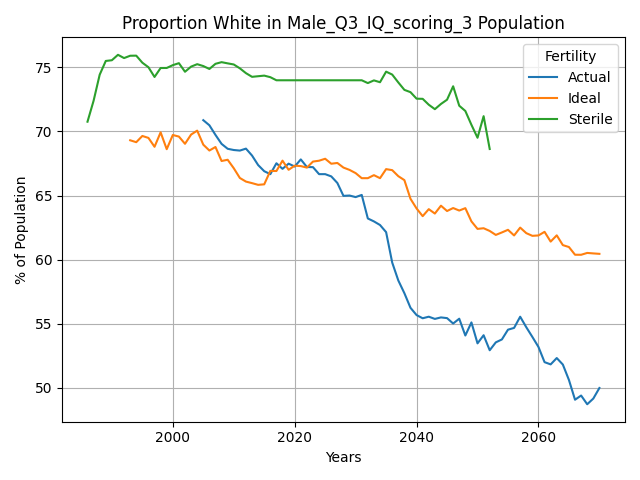 Proportion White in Male_Q3_IQ_scoring_3 Population
Fertility
Actual
Ideal
Sterile
% of Population
75
70
65
60
55
50
2000
2020
2040
2060
Years